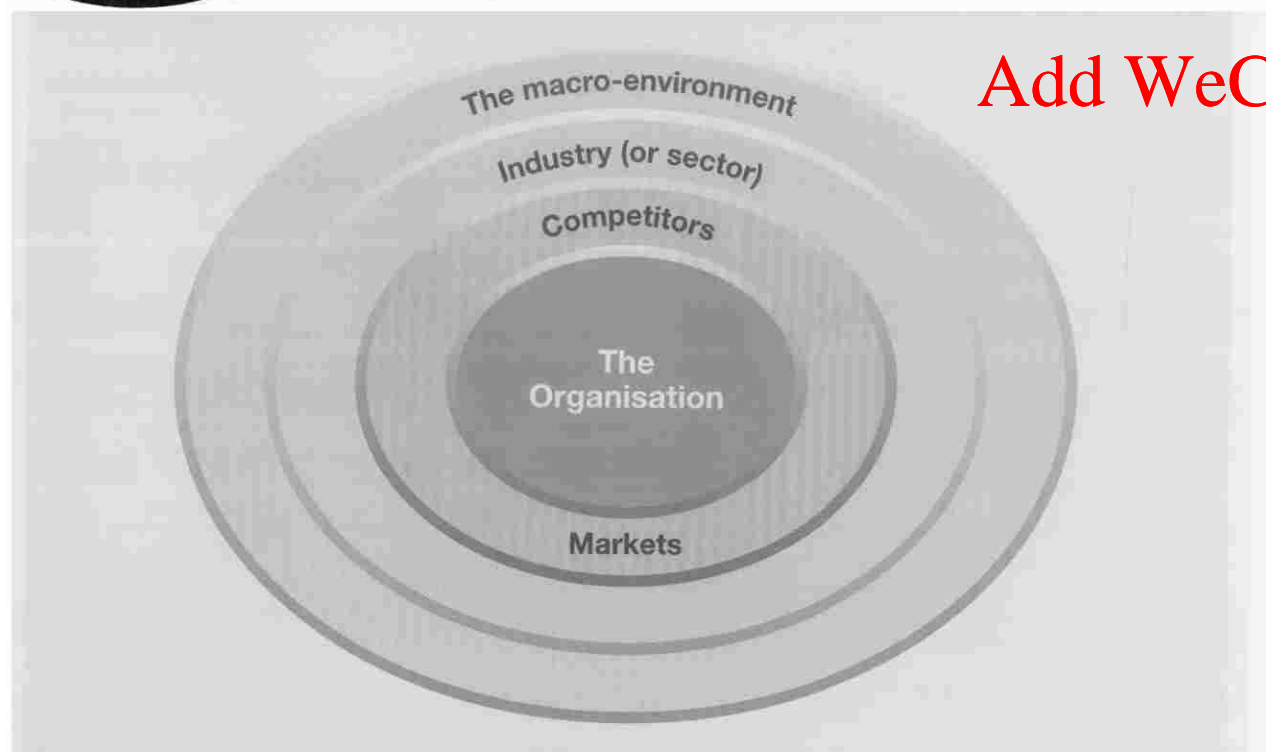 Add WeC
The macro-environment
Industry (or sector)
Competitors
The
Organisation
Markets